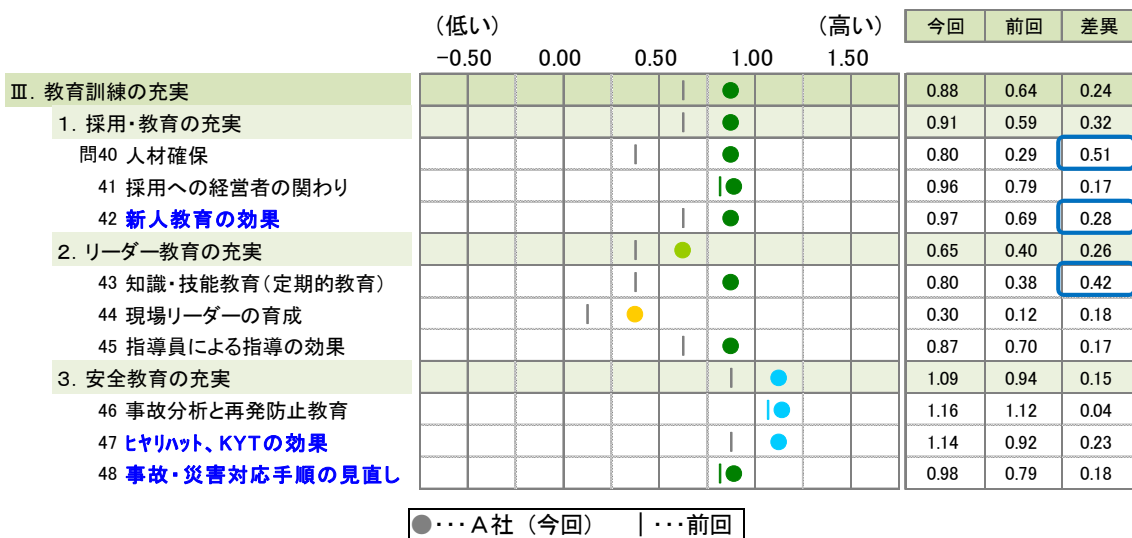 （低い） （高い） 今回 前回 差異
-0.50 0.00 0.50 1.00 1.50
Ⅲ．教育訓練の充実 0.88 0.64 0.24
1．採用・教育の充実 0.91 0.59 0.32
問40 人材確保 0.80 0.29 0.51
41 採用への経営者の関わり 0.96 0.79 0.17
42 新人教育の効果 0.97 0.69 0.28
2．リーダー教育の充実 0.65 0.40 0.26
43 知識・技能教育（定期的教育） 0.80 0.38 0.42
44 現場リーダーの育成 0.30 0.12 0.18
45 指導員による指導の効果 0.87 0.70 0.17
3．安全教育の充実 1.09 0.94 0.15
46 事故分析と再発防止教育 1.16 1.12 0.04
47 ﾋﾔﾘﾊｯﾄ、KYTの効果 1.14 0.92 0.23
48 事故・災害対応手順の見直し 0.98 0.79 0.18
●･･･A社（今回） ｜･･･前回